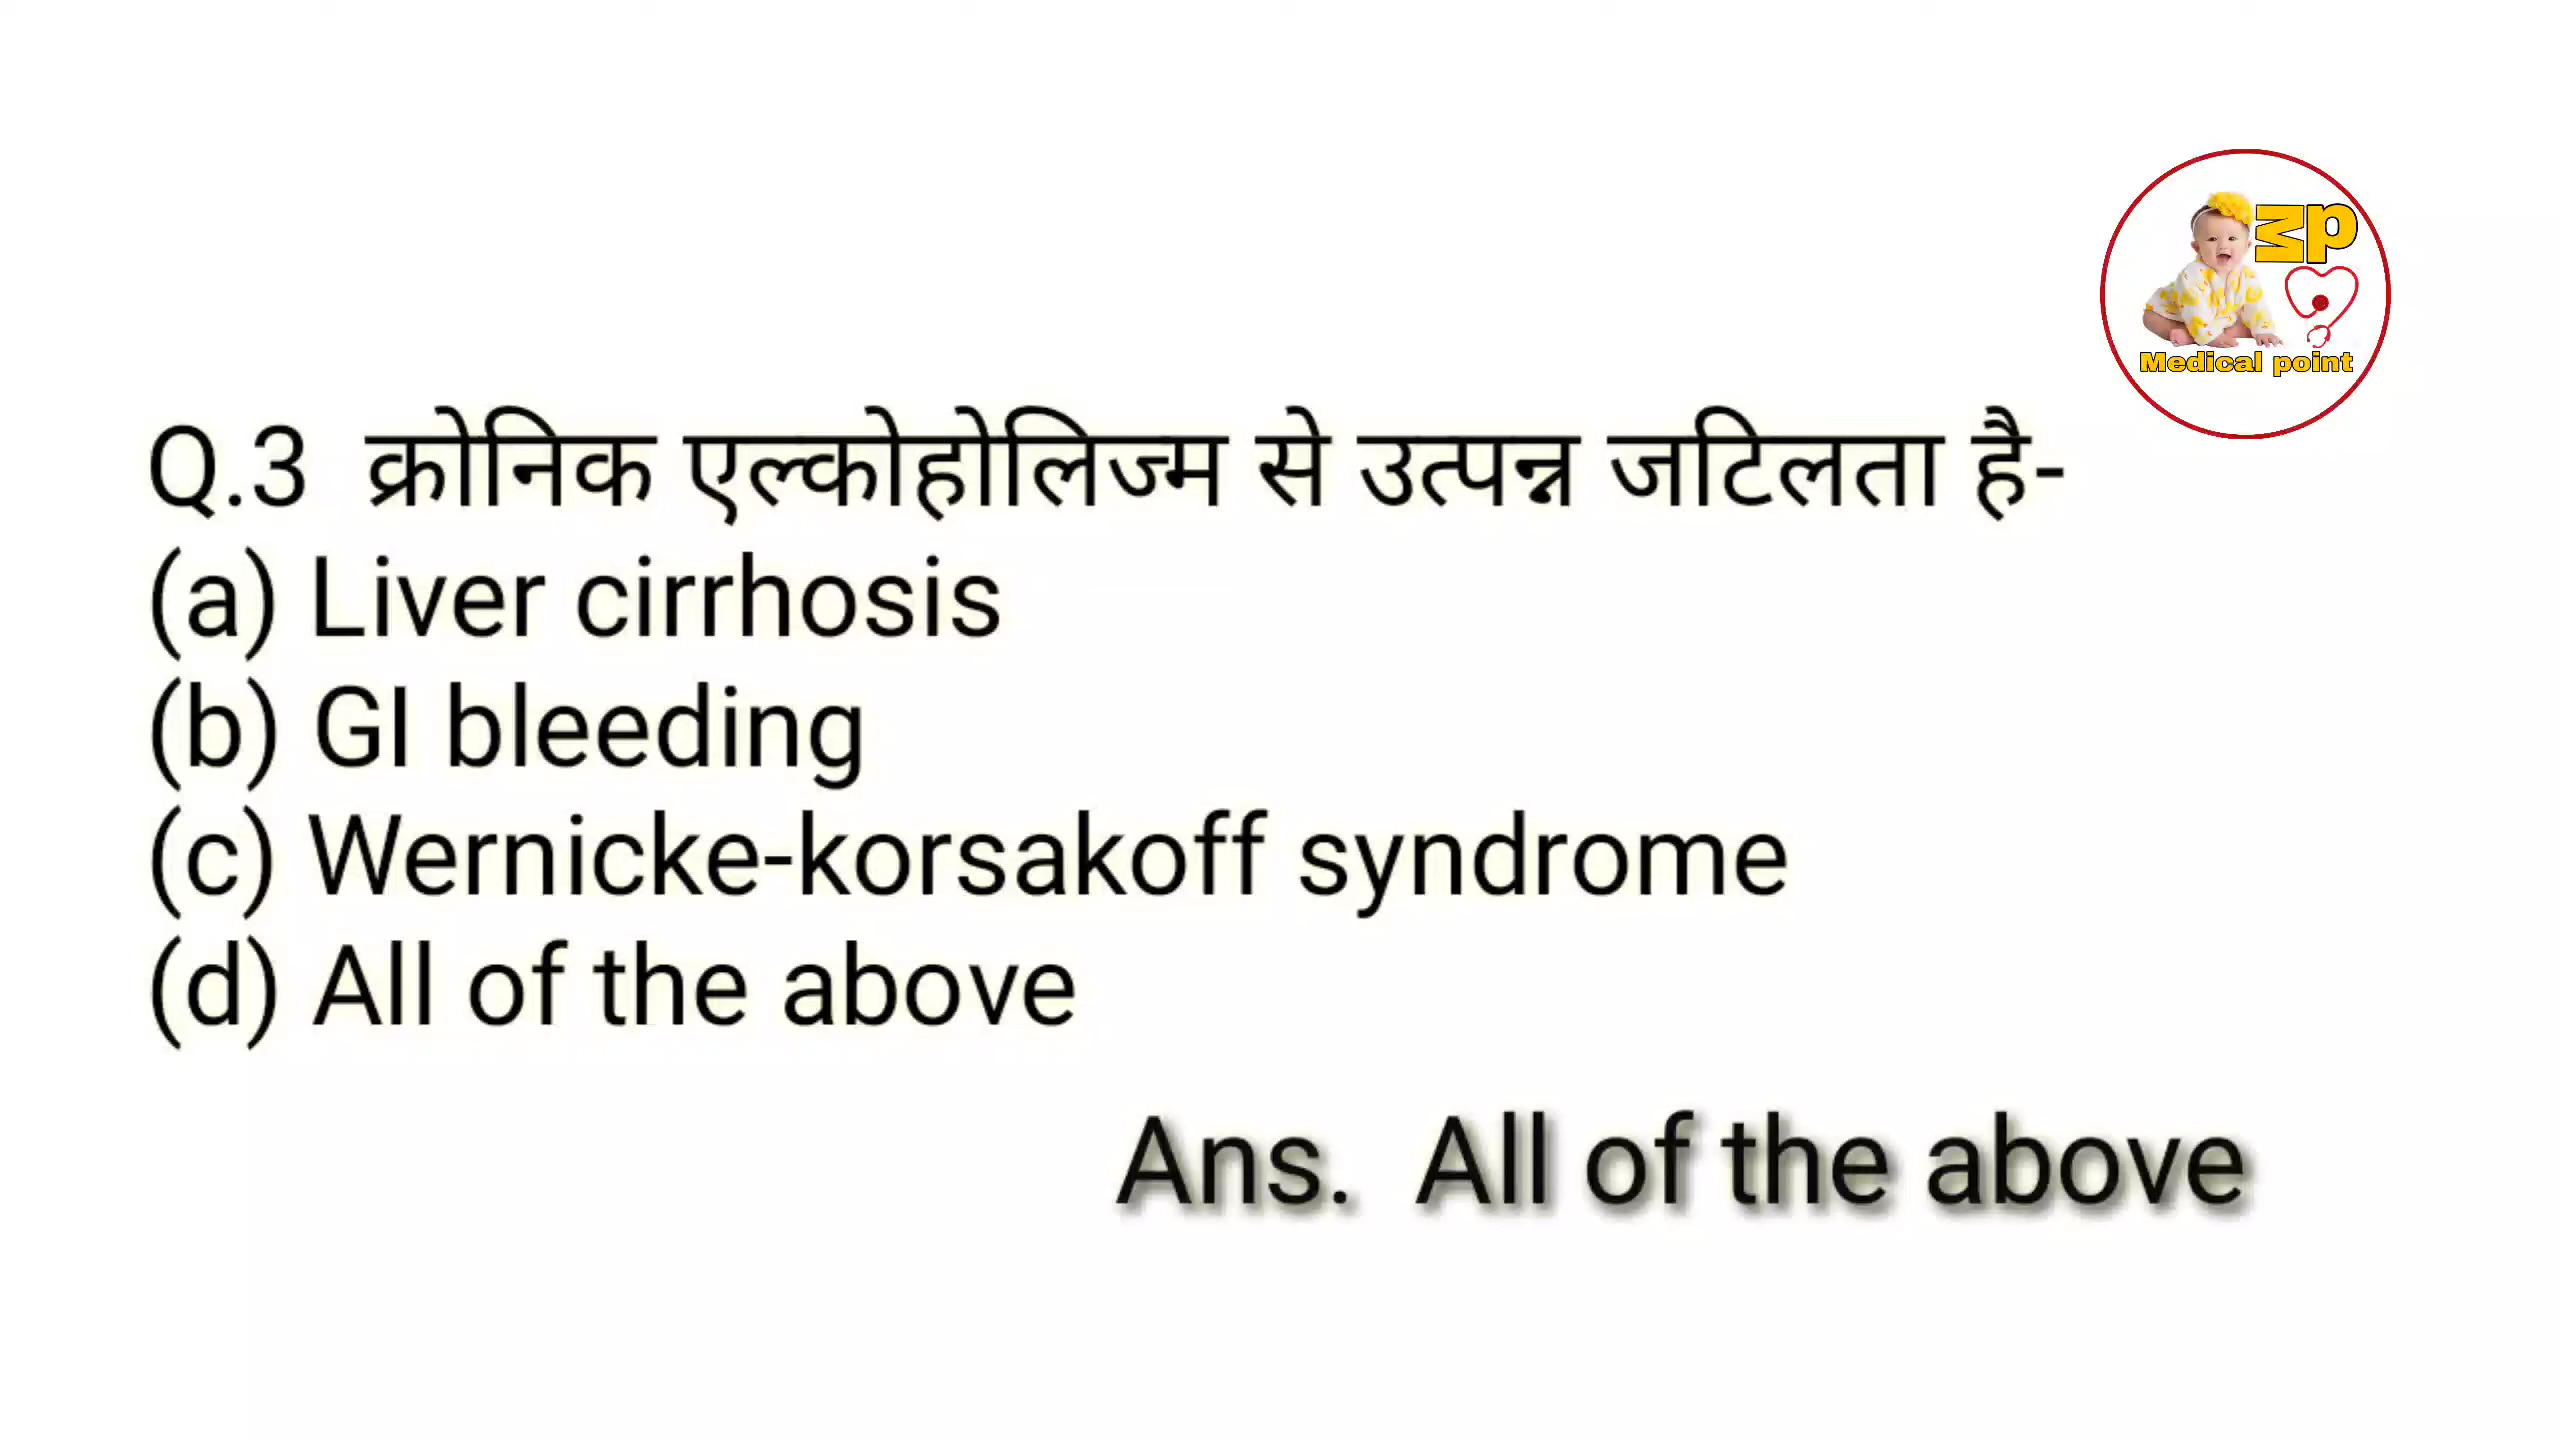 Mp
Medical point
Q.3 क्रोनिक एल्कोहोलिज्म से उत्पन्न जटिलता है-
(a) Liver cirrhosis
(b) GI bleeding
(c) Wernicke-korsakoff syndrome
(d) All of the above
Ans. All of the above